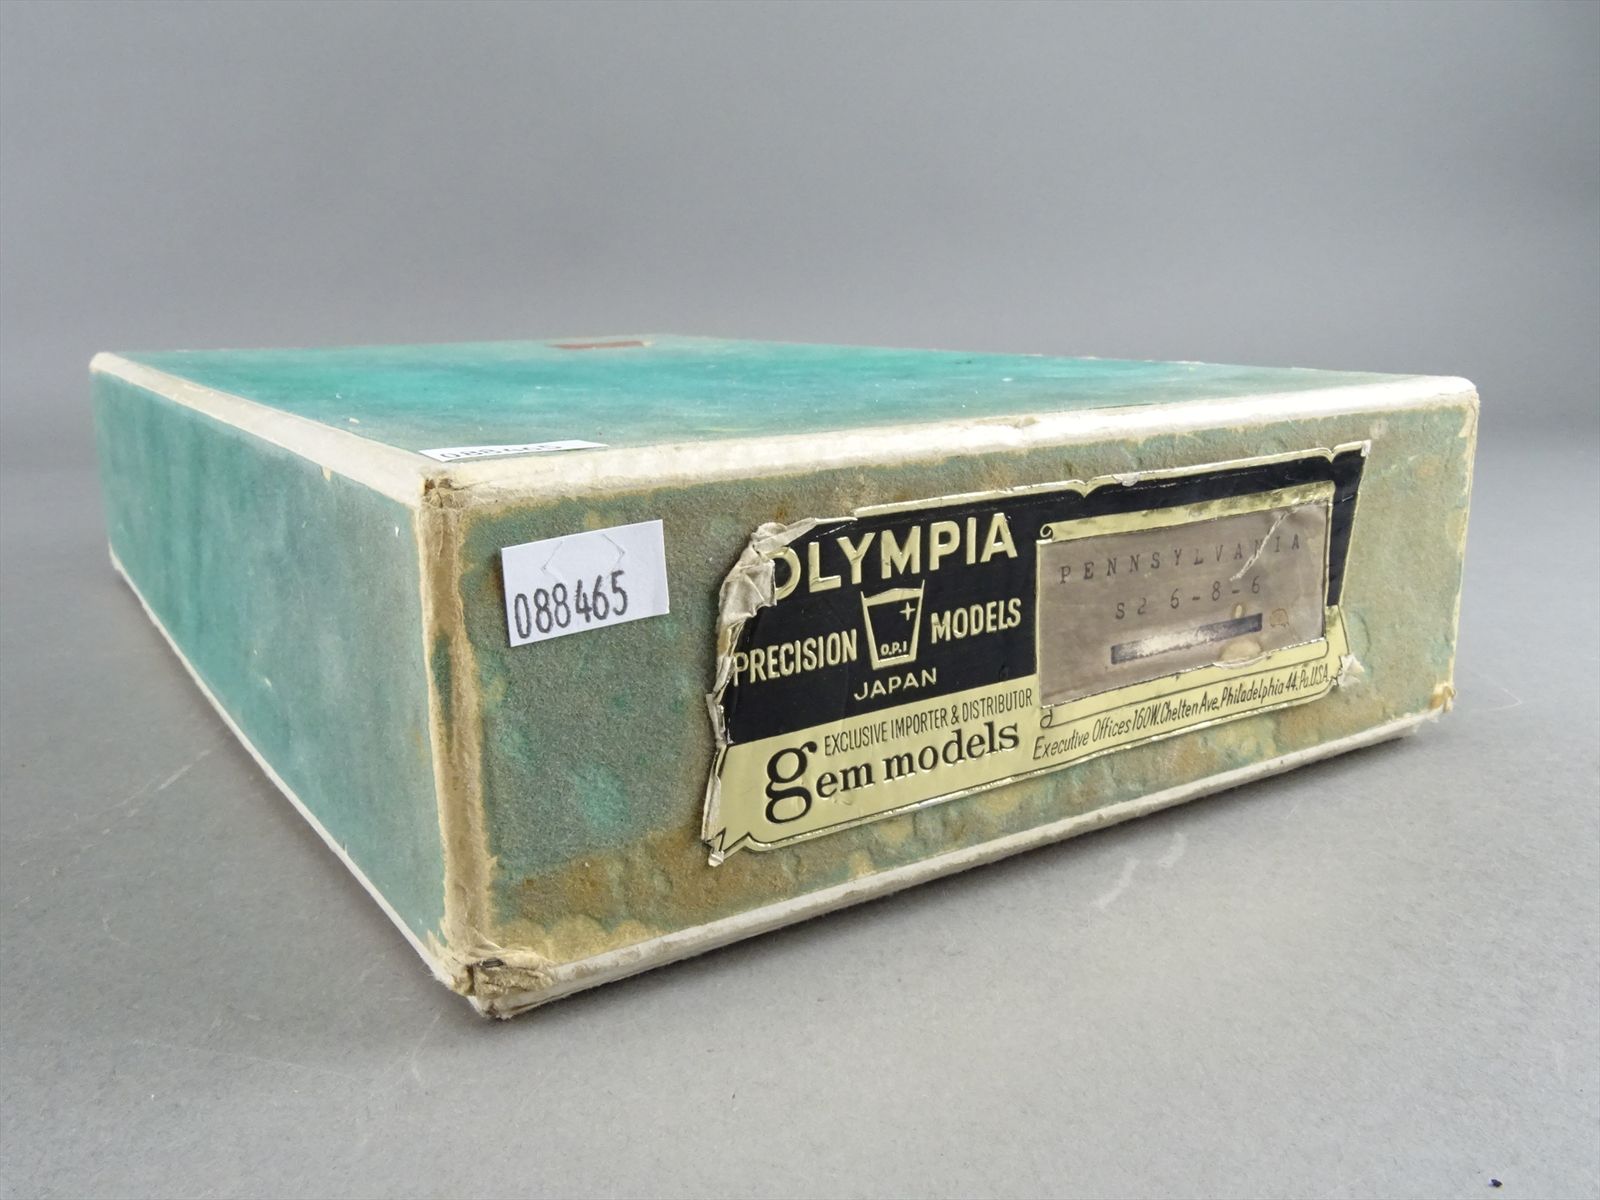 088465
088465
OLYMPIA
PRECISION O.P.I MODELS
JAPAN
EXCLUSIVE IMPORTER & DISTRIBUTOR
gem models
PENNSYLVANIA
S2 6-8-6
Executive Offices 160 W. Chelten Ave. Philadelphia 44. Pa. U.S.A.